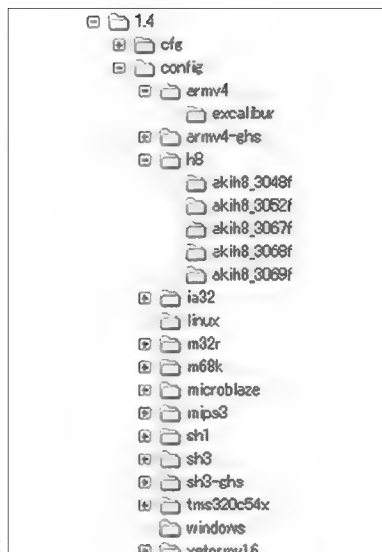 1.4
cfg
config
armv4
excalibur
armv4-ghs
h8
akih8_3048f
akih8_3052f
akih8_3067f
akih8_3068f
akih8_3069f
ia32
linux
m32r
m68k
microblaze
mips3
sh1
sh3
sh3-ghs
tms320c54x
windows